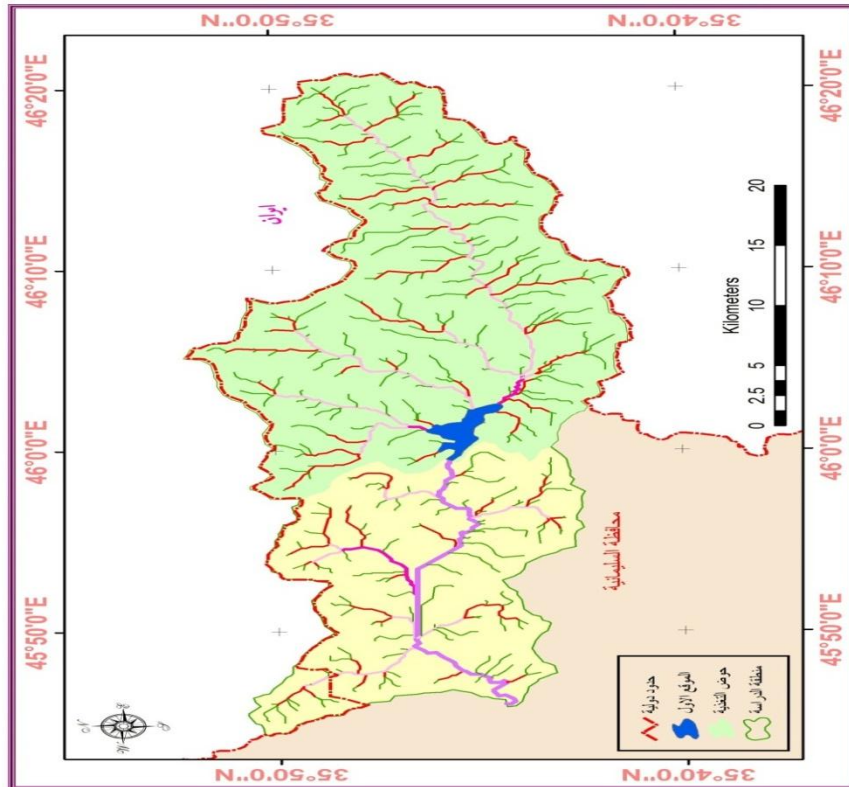 45°50'0"E 46°0'0"E 46°10'0"E 46°20'0"E
35°50'0"N 35°50'0"N
ايران
35°40'0"N 35°40'0"N
محافظة السليمانية
حدود دولية
الموقع الاول
حوض التغذية
منطقة الدراسة
Kilometers
0 2.5 5 10 15 20
45°50'0"E 46°0'0"E 46°10'0"E 46°20'0"E